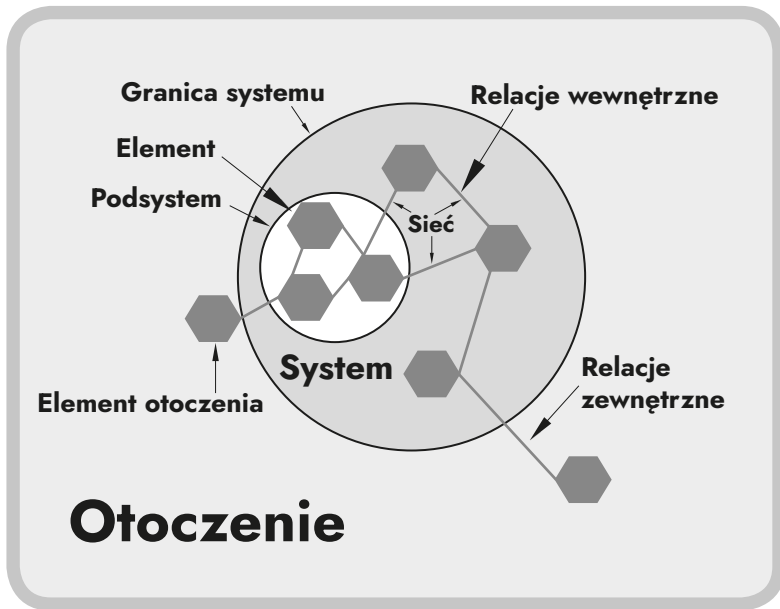 Granica systemu
Relacje wewnętrzne
Element
Podsystem
Sieć
System
Relacje
zewnętrzne
Element otoczenia
Otoczenie